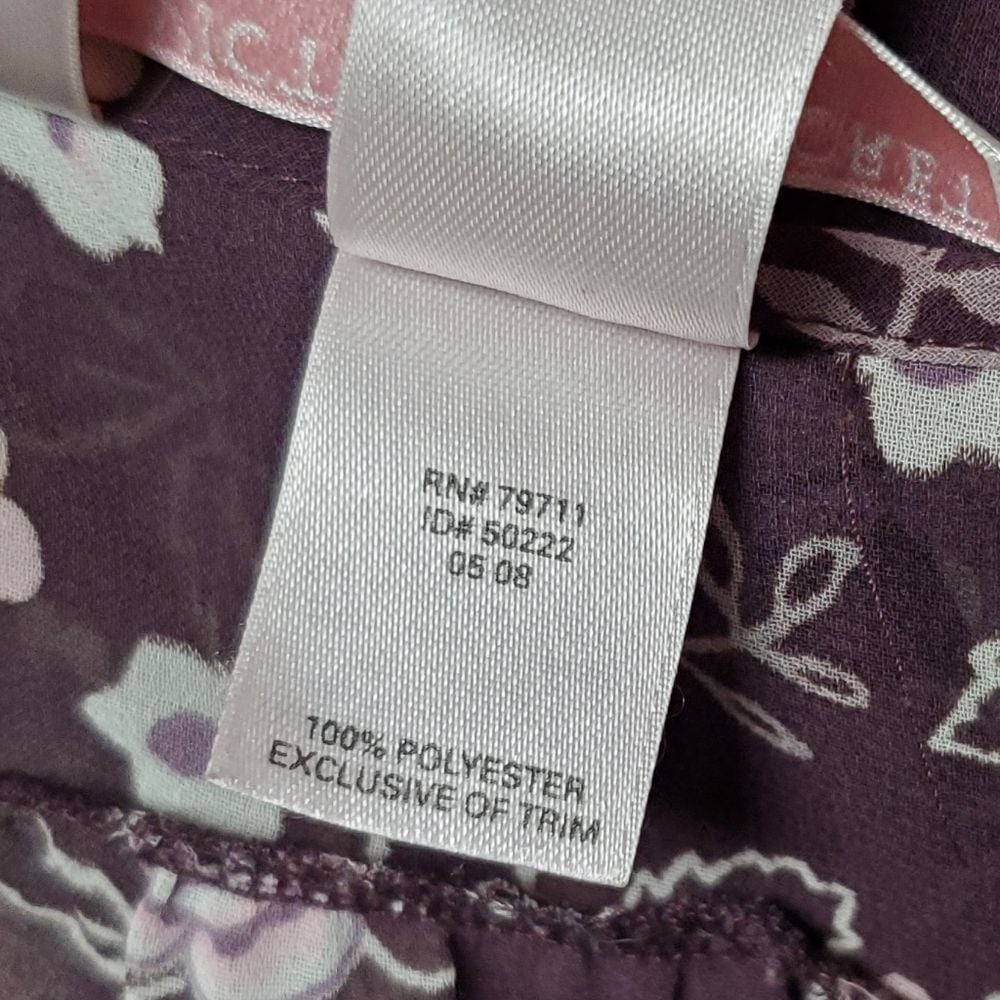 RN# 79711
ID# 50222
05 08
100% POLYESTER
EXCLUSIVE OF TRIM